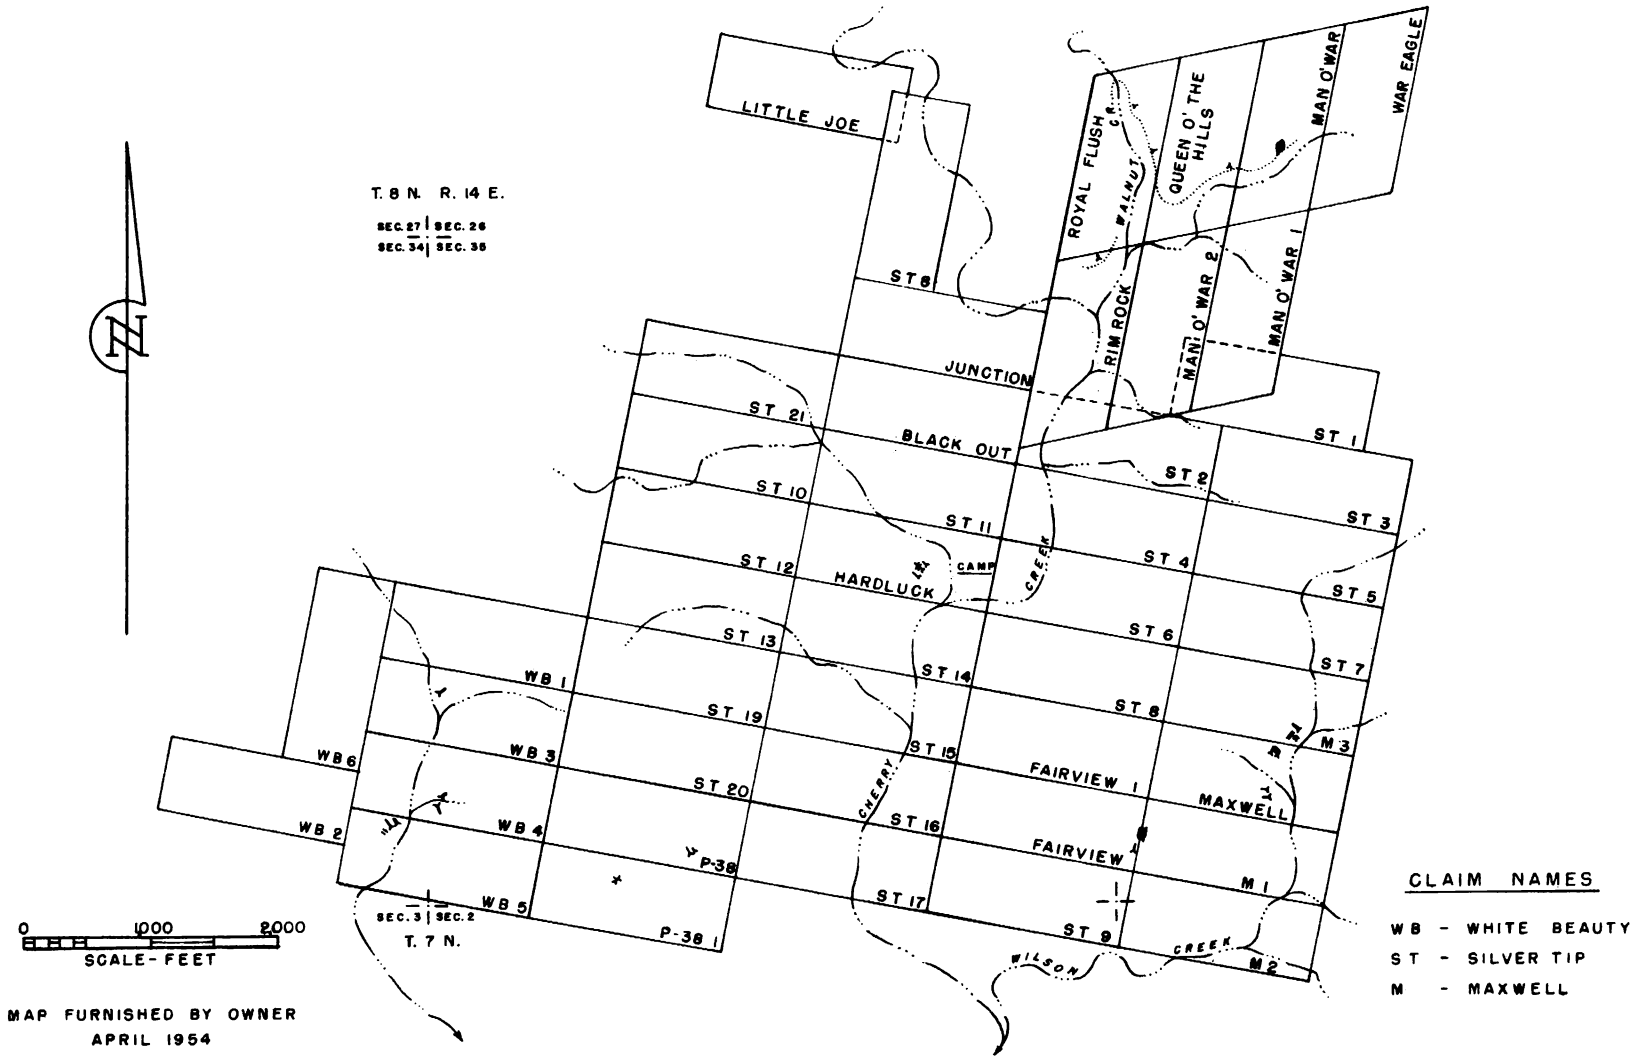 LITTLE JOE
T. 8 N. R. 14 E.
SEC. 27 SEC. 26
SEC. 34 SEC. 35
N
ROYAL FLUSH
WALNUT CR.
QUEEN O' THE
HILLS
MAN O' WAR
WAR EAGLE
RIM ROCK
MAN O' WAR 2
MAN O' WAR 1
ST 8
JUNCTION
ST 1
ST 21
BLACK OUT
ST 2
ST 3
ST 10
ST 11
ST 4
ST 5
ST 12
HARDLUCK
CAMP
CREEK
ST 6
ST 7
ST 13
ST 14
ST 8
M 3
WB 1
ST 19
ST 15
FAIRVIEW 1
MAXWELL
WB 6
WB 3
ST 20
CHERRY
ST 16
FAIRVIEW
M 1
WB 2
WB 4
P-38
ST 17
ST 9
M 2
WB 5
P-38 1
WILSON CREEK
SEC. 3 SEC. 2
T. 7 N.
0 1000 2,000
SCALE-FEET
MAP FURNISHED BY OWNER
APRIL 1954
CLAIM NAMES
WB - WHITE BEAUTY
ST - SILVER TIP
M - MAXWELL